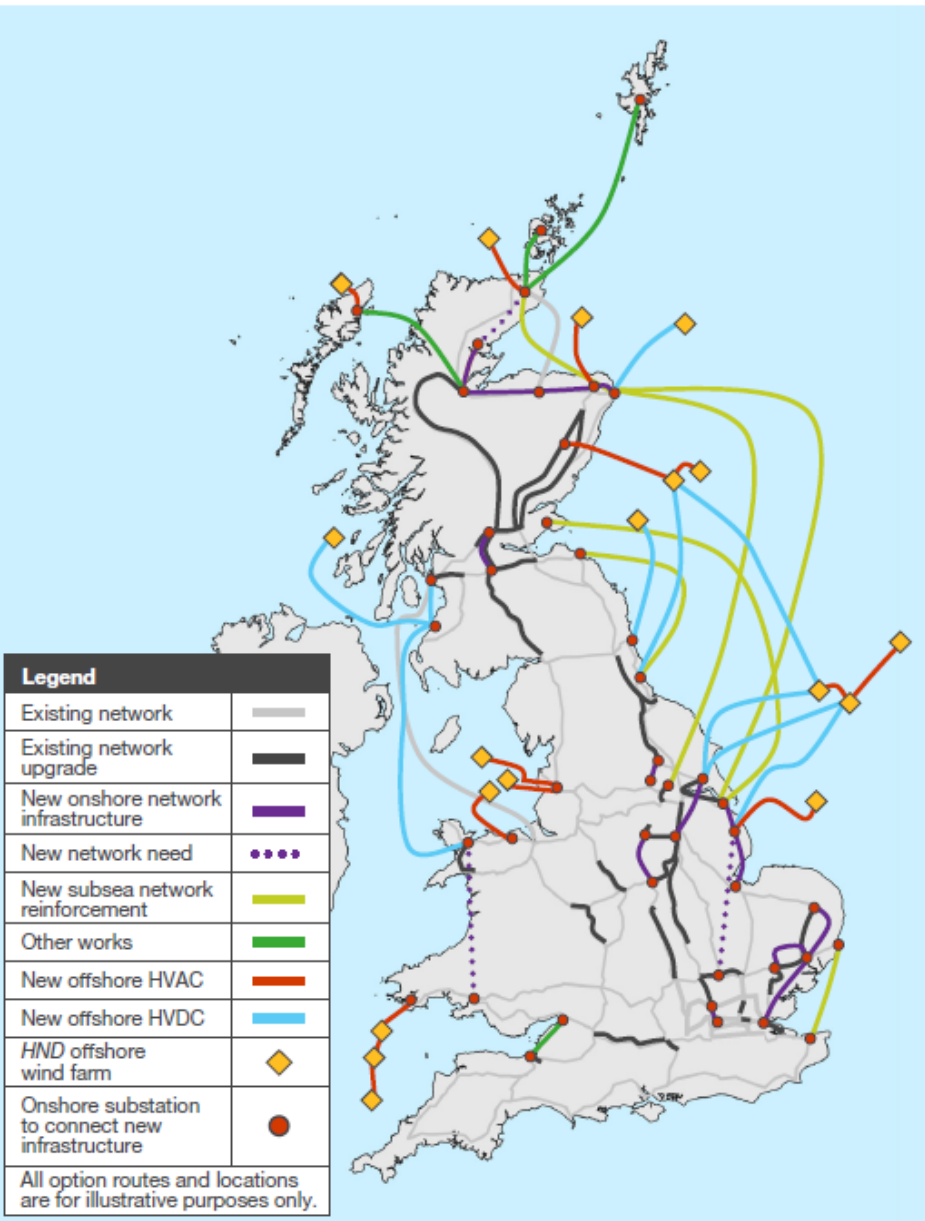 Legend
Existing network
Existing network
upgrade
New onshore network
infrastructure
New network need
New subsea network
reinforcement
Other works
New offshore HVAC
New offshore HVDC
HND offshore
wind farm
Onshore substation
to connect new
infrastructure
All option routes and locations
are for illustrative purposes only.